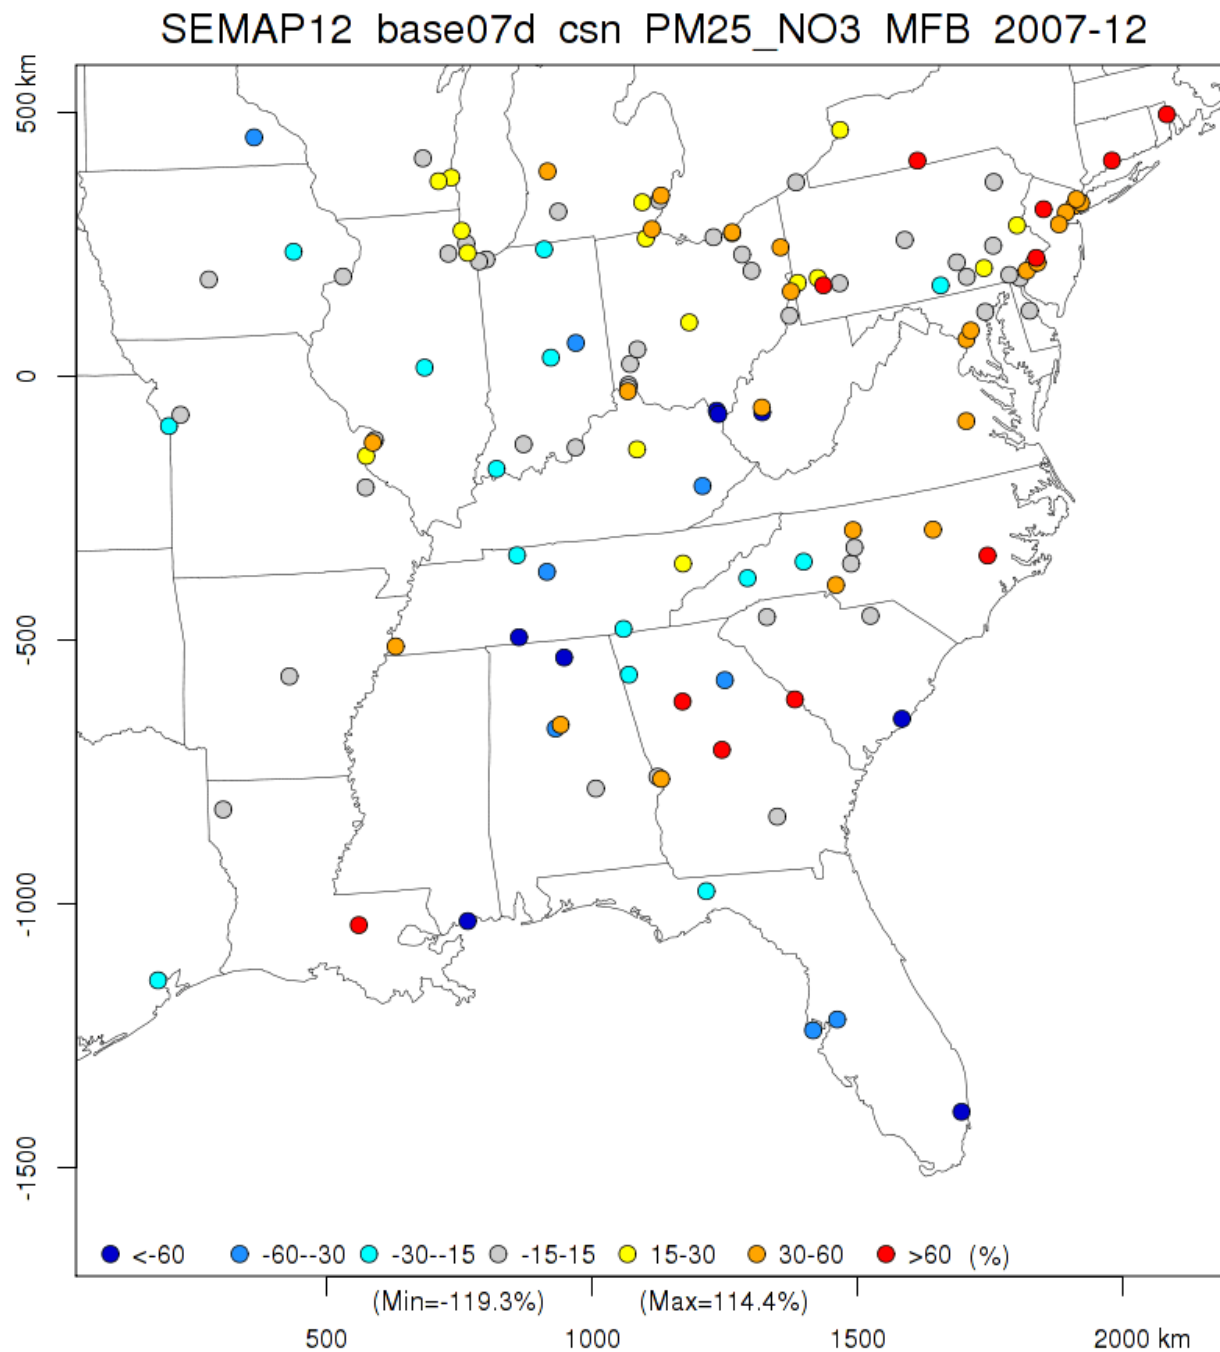 SEMAP12 base07d csn PM25_NO3 MFB 2007-12
500 km
0
-500
-1000
-1500
<-60 -60--30 -30--15 -15-15 15-30 30-60 >60 (%)
(Min=-119.3%) (Max=114.4%)
500 1000 1500 2000 km